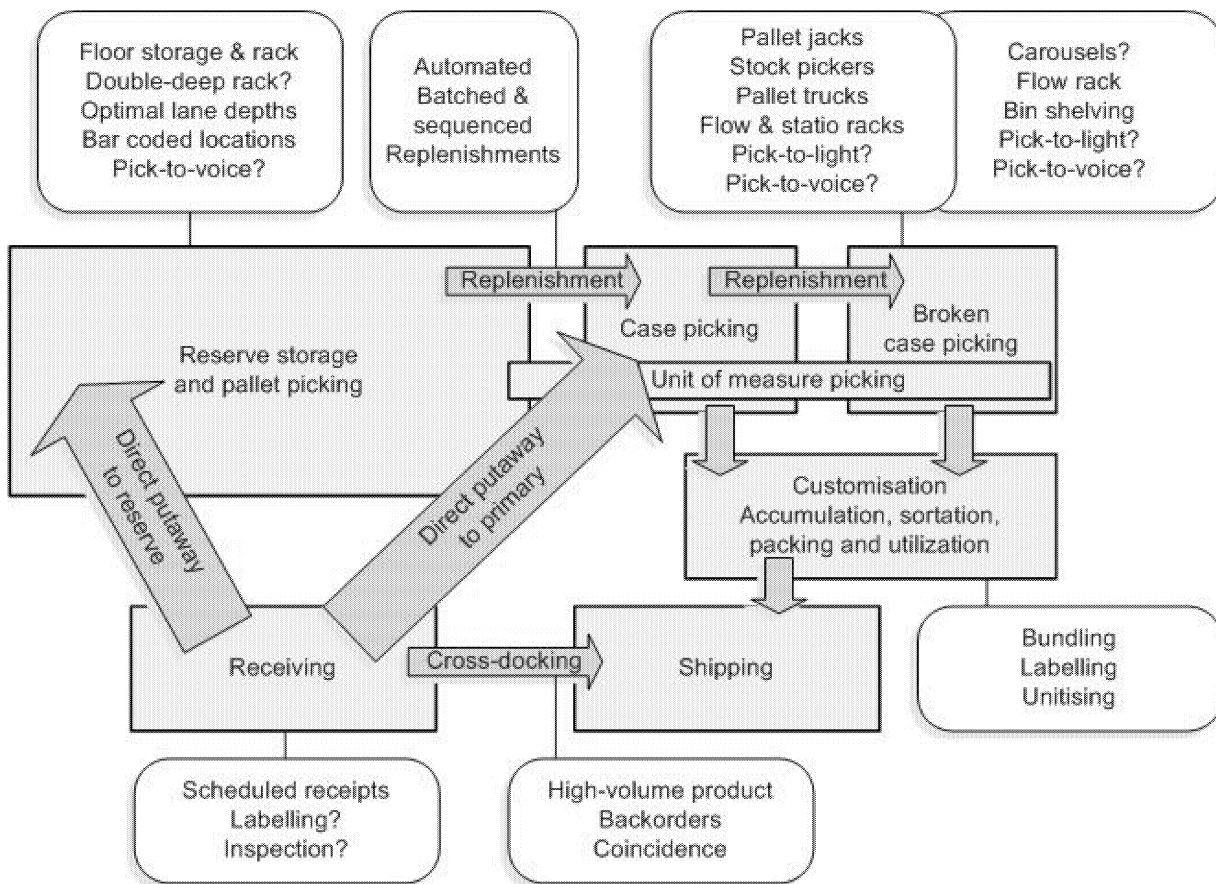 Floor storage & rack
Double-deep rack?
Optimal lane depths
Bar coded locations
Pick-to-voice?
Automated
Batched &
sequenced
Replenishments
Pallet jacks
Stock pickers
Pallet trucks
Flow & statio racks
Pick-to-light?
Pick-to-voice?
Carousels?
Flow rack
Bin shelving
Pick-to-light?
Pick-to-voice?
Replenishment
Replenishment
Reserve storage
and pallet picking
Case picking
Broken
case picking
Unit of measure picking
Direct putaway
to reserve
Direct putaway
to primary
Customisation
Accumulation, sortation,
packing and utilization
Receiving
Cross-docking
Shipping
Bundling
Labelling
Unitising
Scheduled receipts
Labelling?
Inspection?
High-volume product
Backorders
Coincidence